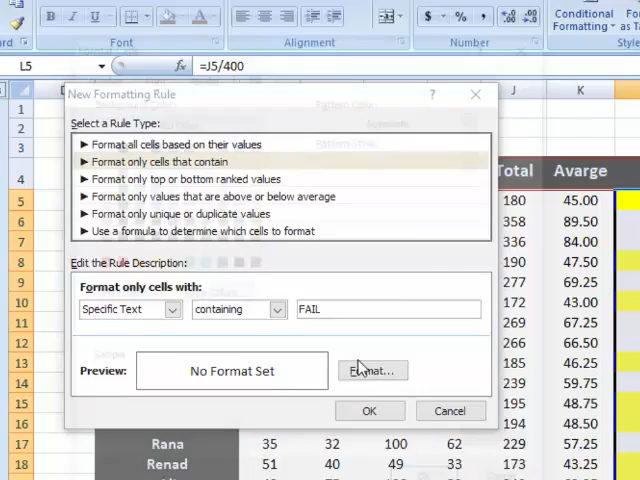 B I U A
$ % , .00
Conditional
Formatting as Ta
Font Alignment Number Style
L5 fx =J5/400
New Formatting Rule ? ×
Select a Rule Type:
► Format all cells based on their values
► Format only cells that contain
► Format only top or bottom ranked values
► Format only values that are above or below average
► Format only unique or duplicate values
► Use a formula to determine which cells to format
Edit the Rule Description:
Format only cells with:
Specific Text containing FAIL
Preview: No Format Set Format...
OK Cancel
J K
1
2
3
4 Total Avarge
5 180 45.00
6 358 89.50
7 336 84.00
8 190 47.50
9 277 69.25
10 172 43.00
11 269 67.25
12 266 66.50
13 185 46.25
14 239 59.75
15 195 48.75
16 274 68.50
17 Rana 35 32 100 62 229 57.25
18 Renad 51 40 49 33 173 43.25